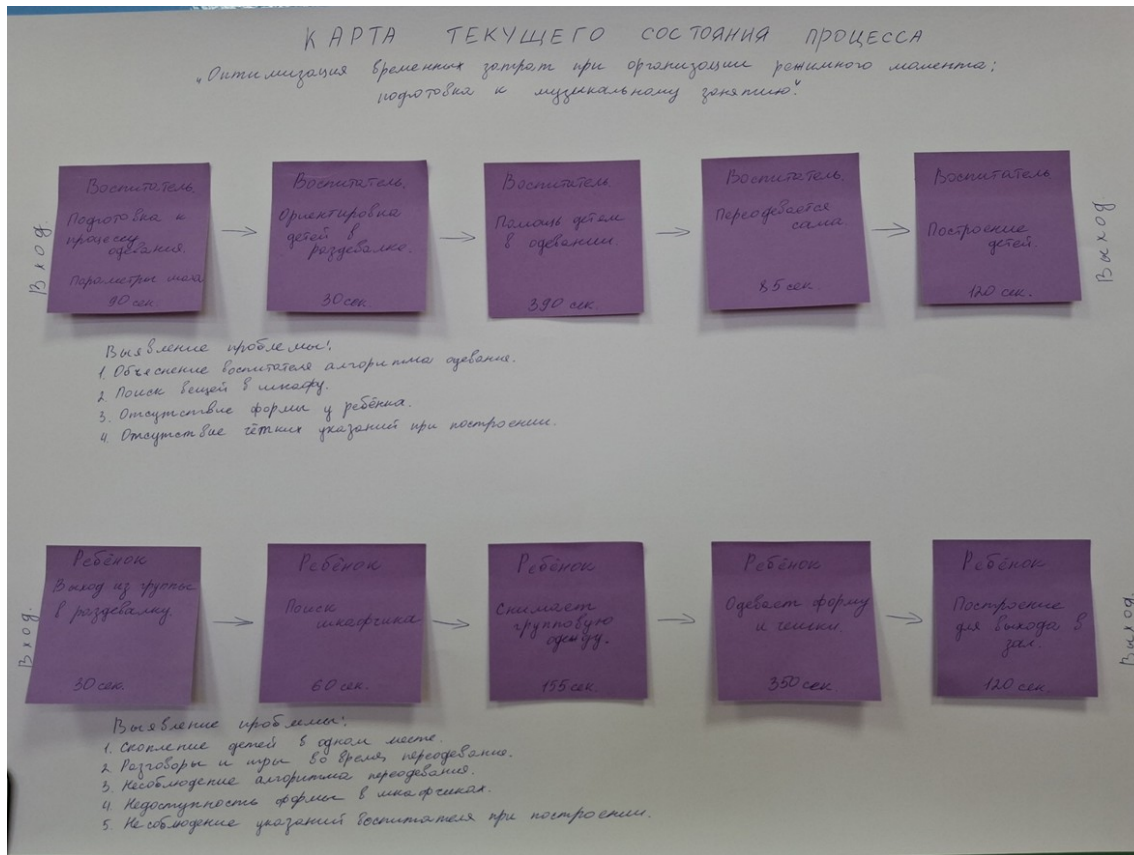 КАРТА ТЕКУЩЕГО СОСТОЯНИЯ ПРОЦЕССА
"Оптимизация временных затрат при организации режимного момента:
подготовка к музыкальному занятию."
Вход.
Воспитатель.
Подготовка к
процессу
одевания.
Параметры шага
90 сек.
Воспитатель.
Ориентировка
детей в
раздевалке.
30 сек.
Воспитатель
Помощь детям
в одевании.
390 сек.
Воспитатель
Переодевается
сама.
85 сек
Воспитатель
Построение
детей.
120 сек.
Выход
Выявление проблемы:
1. Объяснение воспитателя алгоритма одевание.
2 Поиск вещей в шкафу.
3. Отсутствие формы у ребёнка.
4. Отсутствие чётких указаний при построении.
Вход.
Ребёнок
Выход из группы
в раздевалку.
30 сек.
Ребёнок
Поиск
шкафчика
60 сек.
Ребёнок
Снимает
групповую
одежду.
155 сек.
Ребёнок
Одевает форму
и чешки.
350 сек
Ребёнок
Построение
для выхода в
зал.
120 сек.
Выход.
Выявление проблемы:
1. Скопление детей в одном месте.
2 Разговоры и игры во время переодевание.
3. Несоблюдение алгоритма переодевания.
4. Недоступность формы в шкафчиках.
5. Не соблюдение указаний воспитателя при построении.